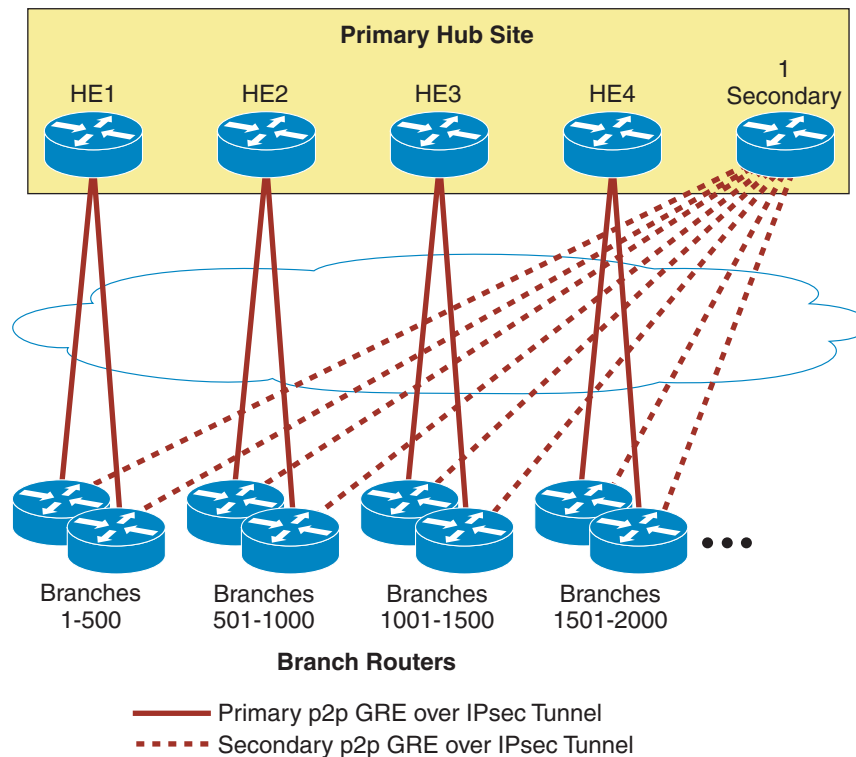 Primary Hub Site
HE1
HE2
HE3
HE4
1
Secondary
Branches
1-500
Branches
501-1000
Branches
1001-1500
Branches
1501-2000
Branch Routers
Primary p2p GRE over IPsec Tunnel
Secondary p2p GRE over IPsec Tunnel